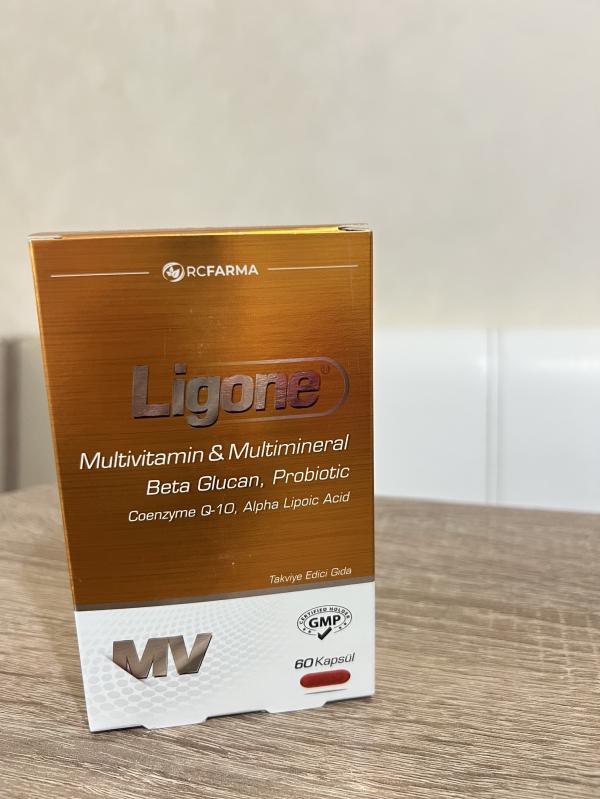 RCFARMA
Ligone®
Multivitamin & Multimineral
Beta Glucan, Probiotic
Coenzyme Q-10, Alpha Lipoic Acid
Takviye Edici Gıda
MV
CERTIFIED HOLDER
GMP
60 Kapsül